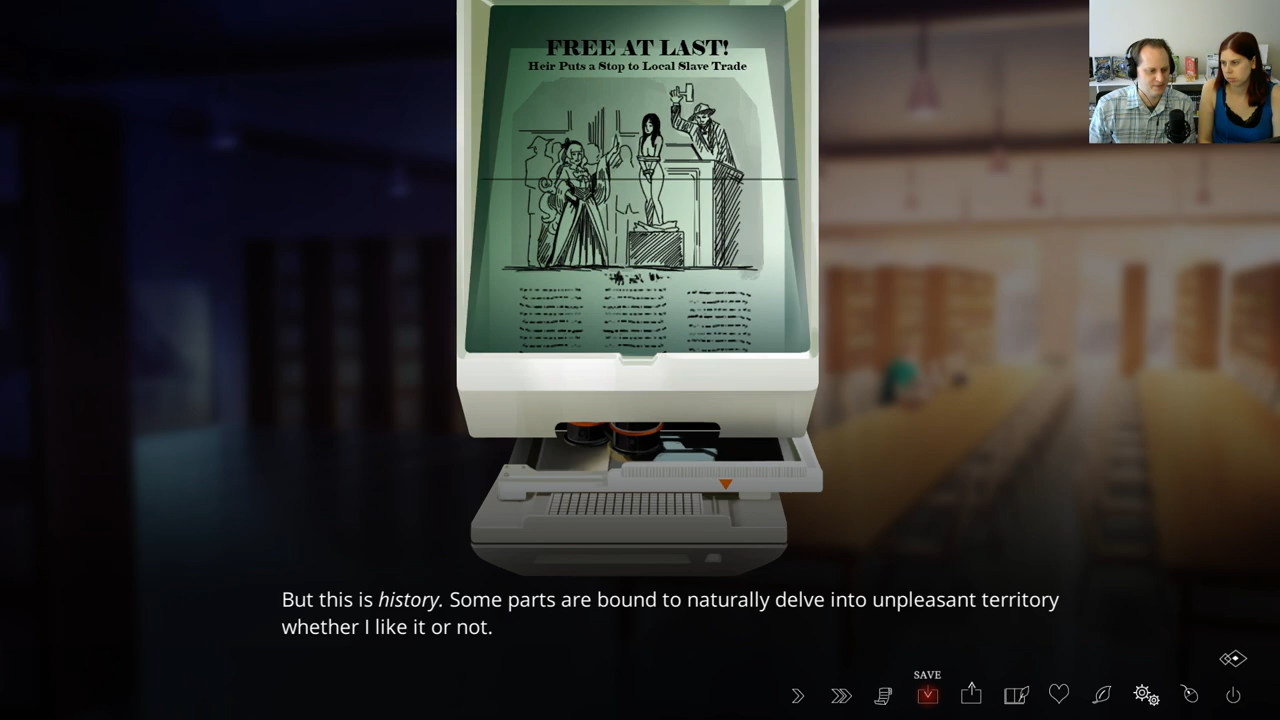 FREE AT LAST!
Heir Puts a Stop to Local Slave Trade
But this is history. Some parts are bound to naturally delve into unpleasant territory
whether I like it or not.
SAVE